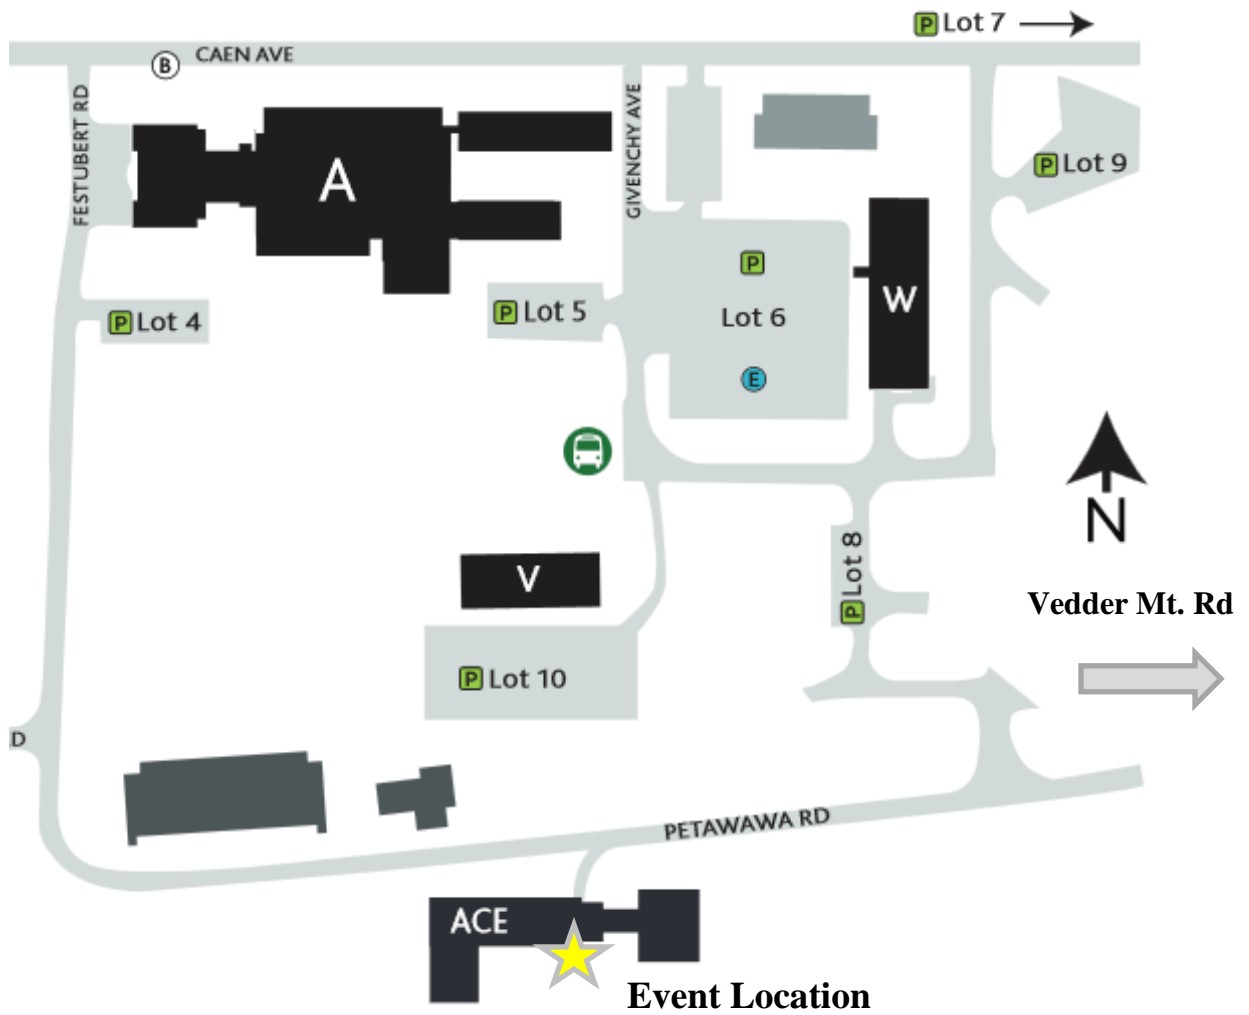 P Lot 7
B CAEN AVE
FESTUBERT RD
GIVENCHY AVE
A
P Lot 9
P
W
P Lot 5
Lot 6
P Lot 4
E
N
P Lot 8
V
Vedder Mt. Rd
P Lot 10
D
PETAWAWA RD
ACE
Event Location